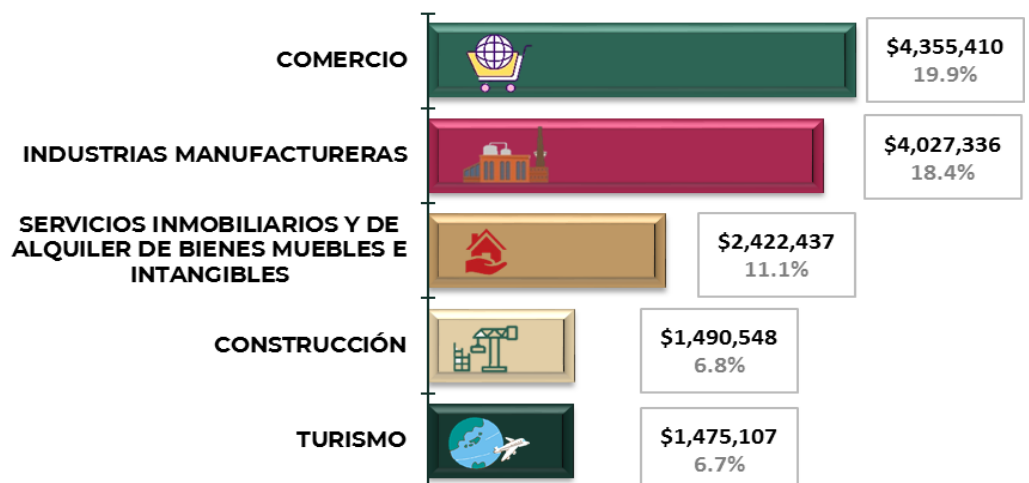 COMERCIO
$4,355,410
19.9%
INDUSTRIAS MANUFACTURERAS
$4,027,336
18.4%
SERVICIOS INMOBILIARIOS Y DE
ALQUILER DE BIENES MUEBLES E
INTANGIBLES
$2,422,437
11.1%
CONSTRUCCIÓN
$1,490,548
6.8%
TURISMO
$1,475,107
6.7%